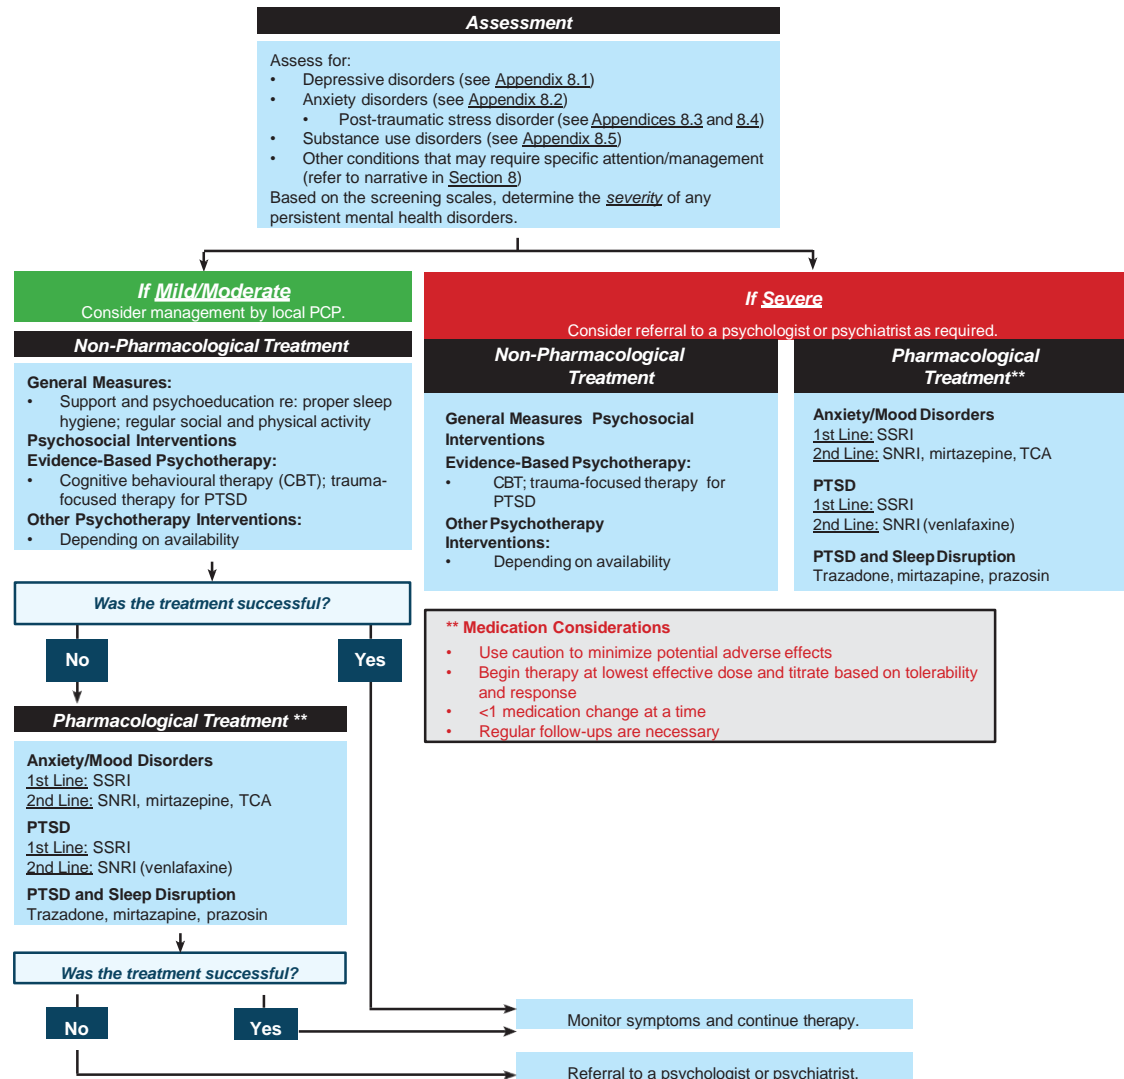 Assessment
Assess for:
• Depressive disorders (see Appendix 8.1)
• Anxiety disorders (see Appendix 8.2)
• Post-traumatic stress disorder (see Appendices 8.3 and 8.4)
• Substance use disorders (see Appendix 8.5)
• Other conditions that may require specific attention/management
(refer to narrative in Section 8)
Based on the screening scales, determine the severity of any
persistent mental health disorders.
If Mild/Moderate
Consider management by local PCP.
Non-Pharmacological Treatment
General Measures:
• Support and psychoeducation re: proper sleep
hygiene; regular social and physical activity
Psychosocial Interventions
Evidence-Based Psychotherapy:
• Cognitive behavioural therapy (CBT); trauma-
focused therapy for PTSD
Other Psychotherapy Interventions:
• Depending on availability
Was the treatment successful?
No
Yes
Pharmacological Treatment **
Anxiety/Mood Disorders
1st Line: SSRI
2nd Line: SNRI, mirtazepine, TCA
PTSD
1st Line: SSRI
2nd Line: SNRI (venlafaxine)
PTSD and Sleep Disruption
Trazadone, mirtazapine, prazosin
Was the treatment successful?
No
Yes
If Severe
Consider referral to a psychologist or psychiatrist as required.
Non-Pharmacological
Treatment
General Measures Psychosocial
Interventions
Evidence-Based Psychotherapy:
• CBT; trauma-focused therapy for
PTSD
Other Psychotherapy
Interventions:
• Depending on availability
Pharmacological
Treatment**
Anxiety/Mood Disorders
1st Line: SSRI
2nd Line: SNRI, mirtazepine, TCA
PTSD
1st Line: SSRI
2nd Line: SNRI (venlafaxine)
PTSD and Sleep Disruption
Trazadone, mirtazapine, prazosin
** Medication Considerations
• Use caution to minimize potential adverse effects
• Begin therapy at lowest effective dose and titrate based on tolerability
and response
• <1 medication change at a time
• Regular follow-ups are necessary
Monitor symptoms and continue therapy.
Referral to a psychologist or psychiatrist.